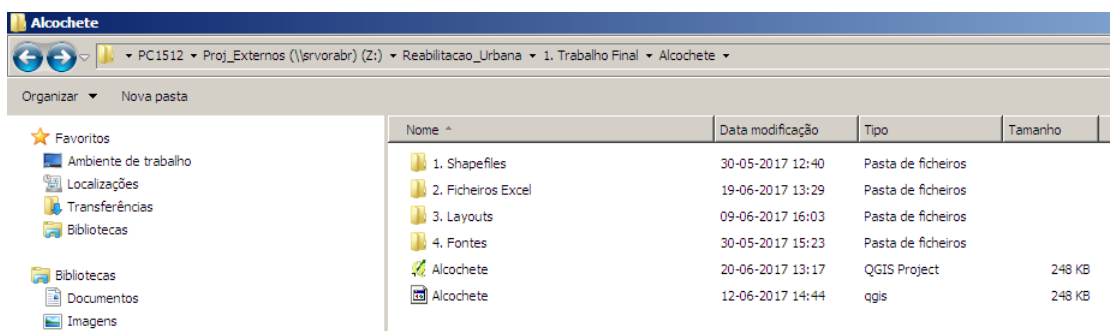 Alcochete
PC1512 Proj_Externos (\\srvorabr) (Z:) Reabilitacao_Urbana 1. Trabalho Final Alcochete
Organizar Nova pasta
Favoritos
Ambiente de trabalho
Localizações
Transferências
Bibliotecas
Bibliotecas
Documentos
Imagens
Nome Data modificação Tipo Tamanho
1. Shapefiles 30-05-2017 12:40 Pasta de ficheiros
2. Ficheiros Excel 19-06-2017 13:29 Pasta de ficheiros
3. Layouts 09-06-2017 16:03 Pasta de ficheiros
4. Fontes 30-05-2017 15:23 Pasta de ficheiros
Alcochete 20-06-2017 13:17 QGIS Project 248 KB
Alcochete 12-06-2017 14:44 qgis 248 KB